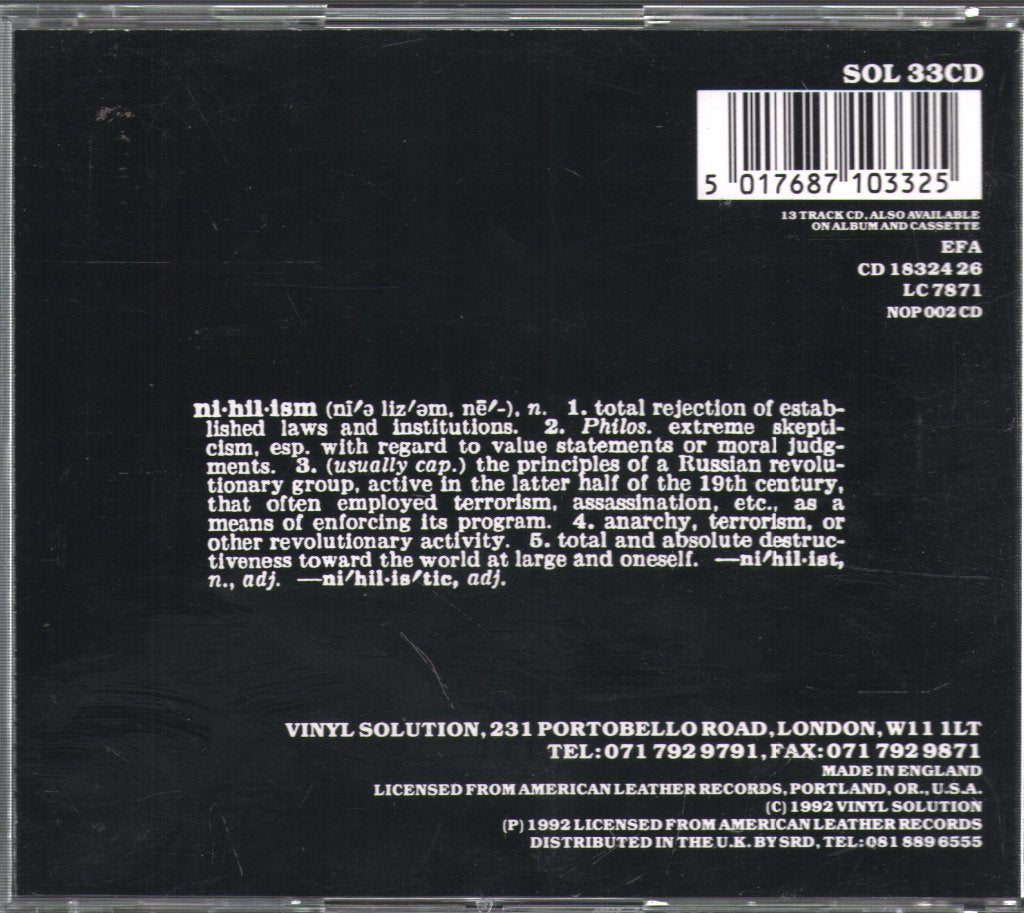 SOL 33CD
5 017687 103325
13 TRACK CD, ALSO AVAILABLE
ON ALBUM AND CASSETTE
EFA
CD 18324 26
LC 7871
NOP 002 CD
ni·hil·ism (nī′ə liz′əm, nē′-), n. 1. total rejection of estab-
lished laws and institutions. 2. Philos. extreme skepti-
cism, esp. with regard to value statements or moral judg-
ments. 3. (usually cap.) the principles of a Russian revolu-
tionary group, active in the latter half of the 19th century,
that often employed terrorism, assassination, etc., as a
means of enforcing its program. 4. anarchy, terrorism, or
other revolutionary activity. 5. total and absolute destruc-
tiveness toward the world at large and oneself. —ni′hil·ist,
n., adj. —ni′hil·is′tic, adj.
VINYL SOLUTION, 231 PORTOBELLO ROAD, LONDON, W11 1LT
TEL: 071 792 9791, FAX: 071 792 9871
MADE IN ENGLAND
LICENSED FROM AMERICAN LEATHER RECORDS, PORTLAND, OR., U.S.A.
(C) 1992 VINYL SOLUTION
(P) 1992 LICENSED FROM AMERICAN LEATHER RECORDS
DISTRIBUTED IN THE U.K. BY SRD, TEL: 081 889 6555